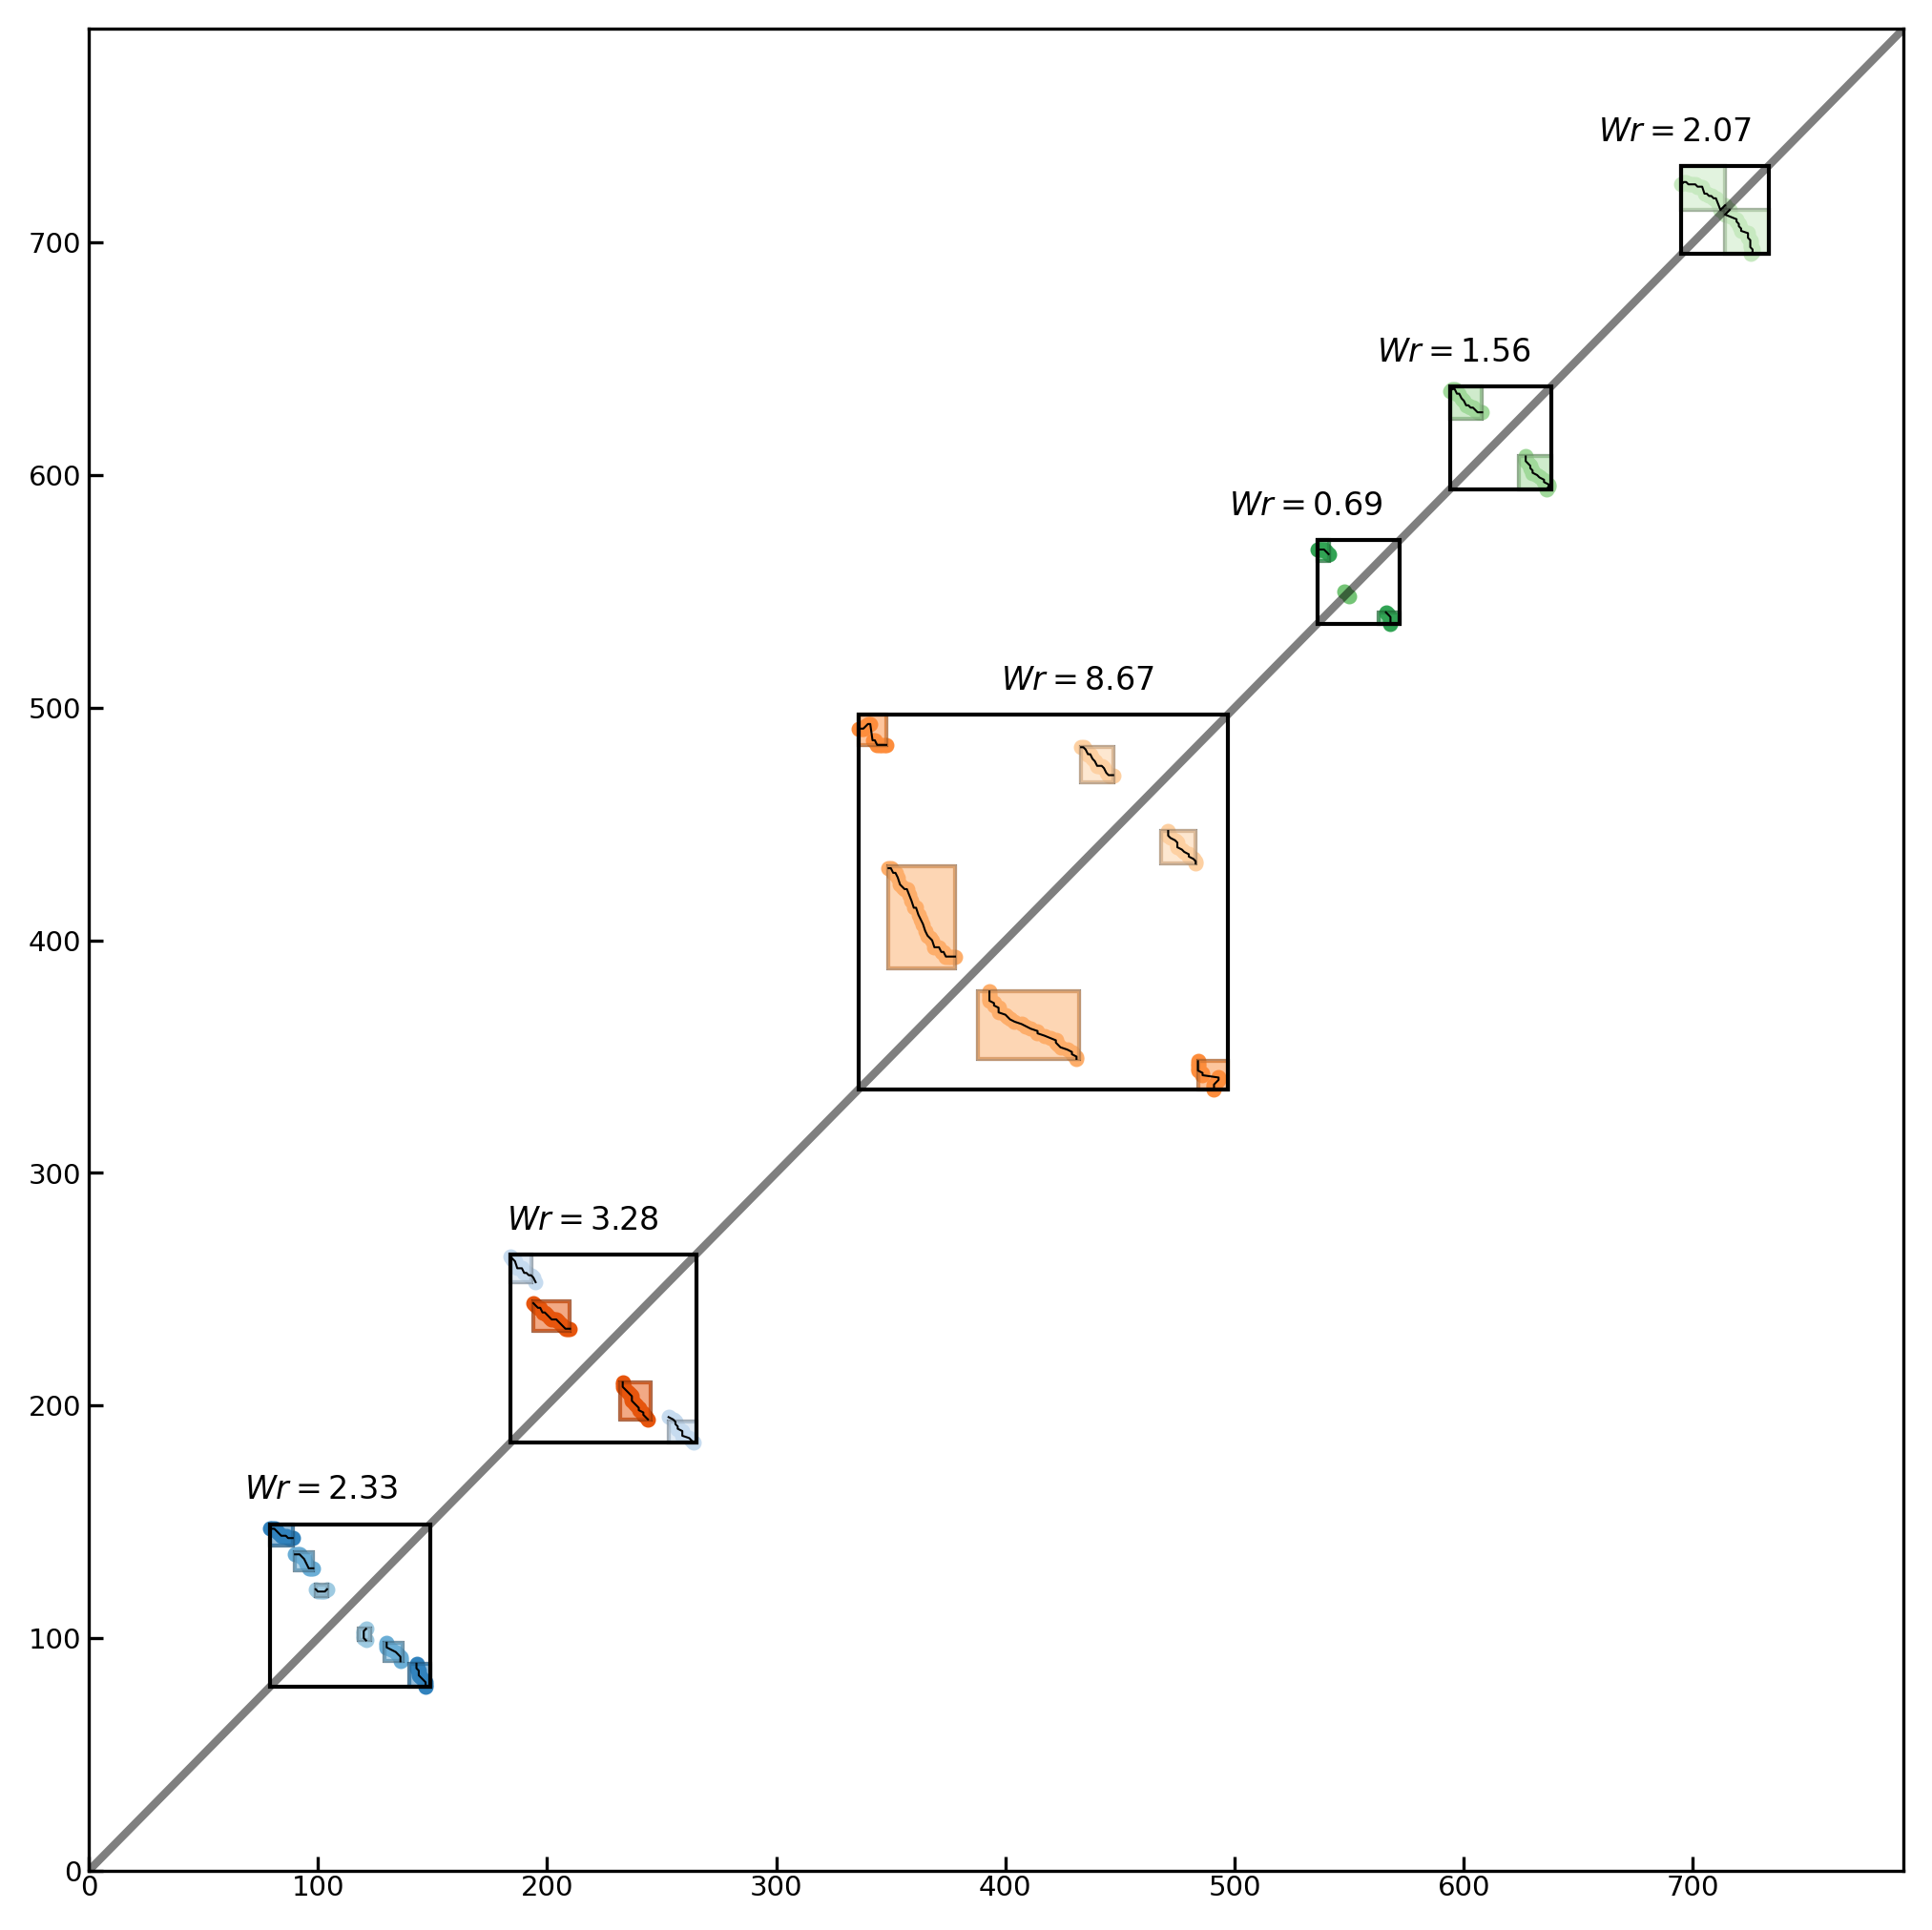 Wr = 2.07
700
Wr = 1.56
600
Wr = 0.69
500
Wr = 8.67
400
300
Wr = 3.28
200
Wr = 2.33
100
0
0 100 200 300 400 500 600 700